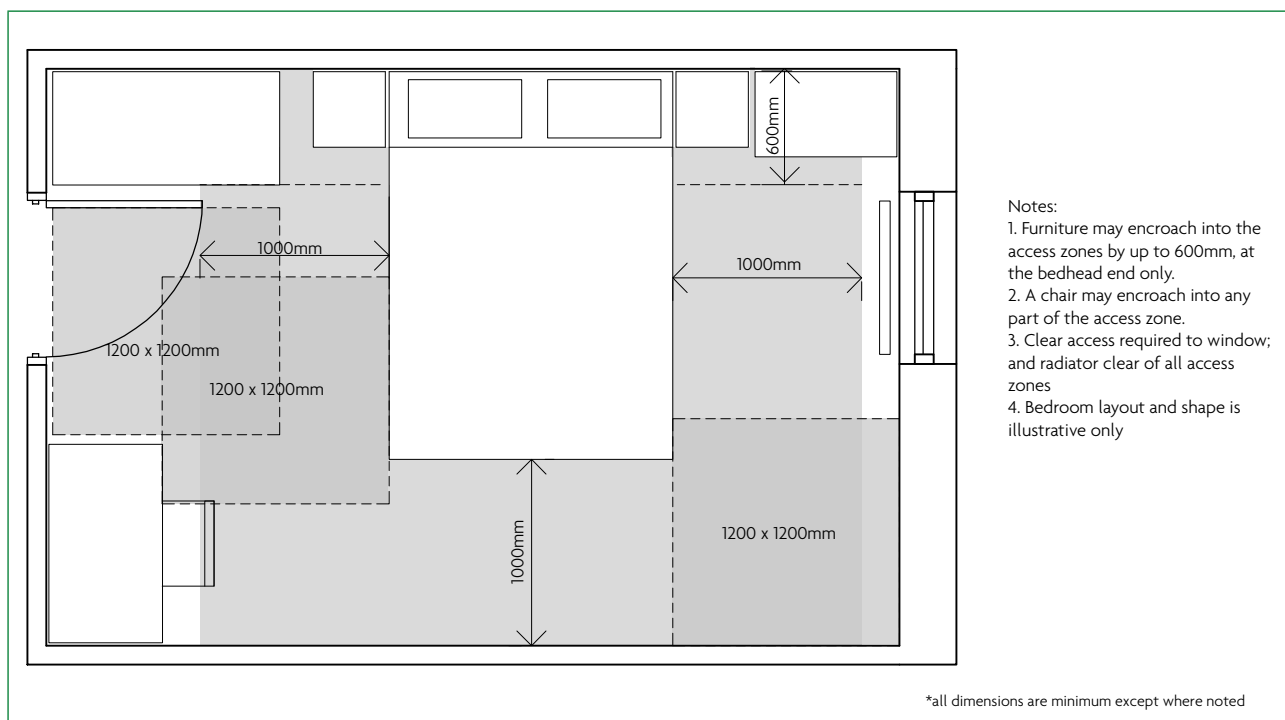 600mm
1000mm
1000mm
1200 x 1200mm
1200 x 1200mm
1000mm
1200 x 1200mm
Notes:
1. Furniture may encroach into the
access zones by up to 600mm, at
the bedhead end only.
2. A chair may encroach into any
part of the access zone.
3. Clear access required to window;
and radiator clear of all access
zones
4. Bedroom layout and shape is
illustrative only
*all dimensions are minimum except where noted